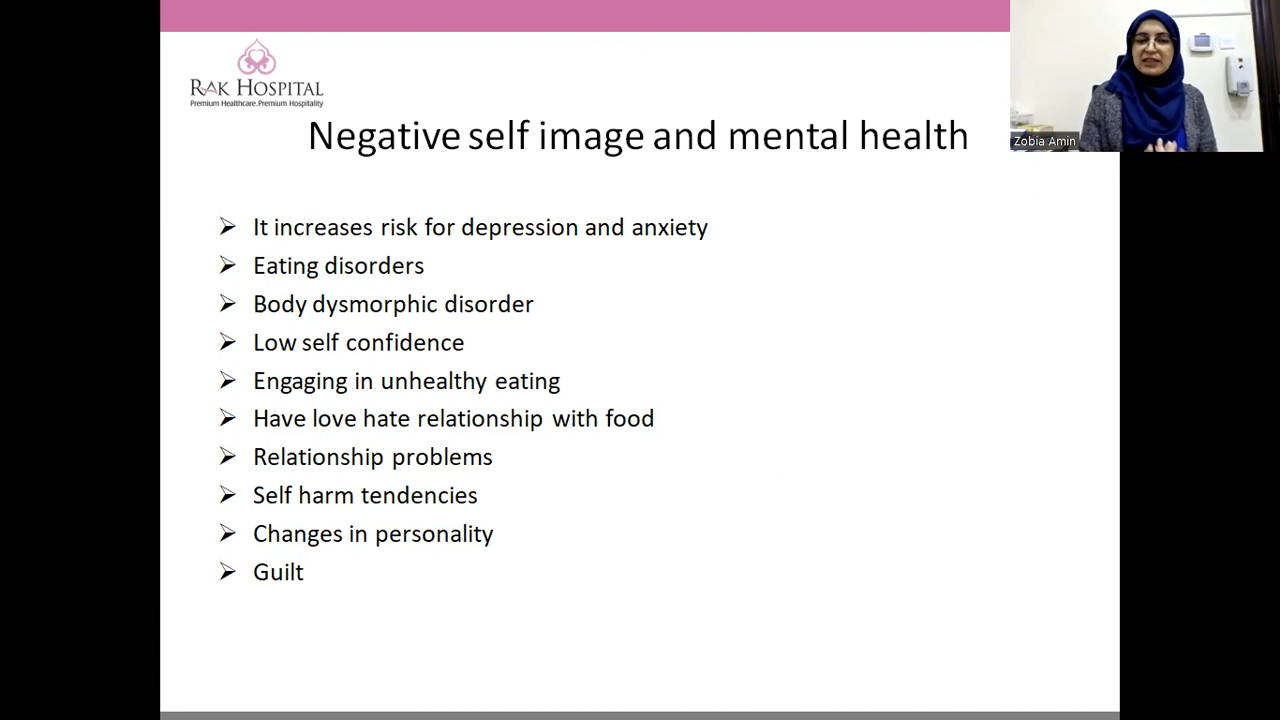 RAK HOSPITAL
Premium Healthcare.Premium Hospitality
Negative self image and mental health
Zobia Amin
It increases risk for depression and anxiety
Eating disorders
Body dysmorphic disorder
Low self confidence
Engaging in unhealthy eating
Have love hate relationship with food
Relationship problems
Self harm tendencies
Changes in personality
Guilt